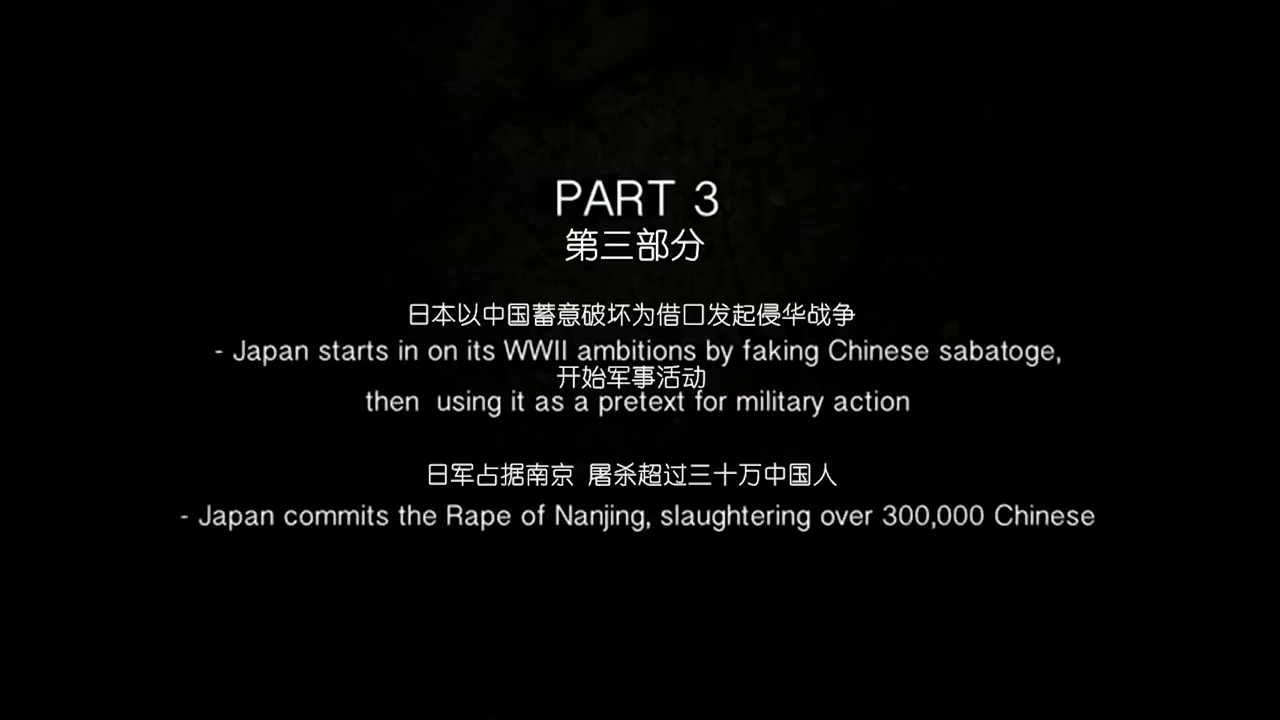 PART 3
第三部分
日本以中国蓄意破坏为借口发起侵华战争
- Japan starts in on its WWII ambitions by faking Chinese sabatoge,
开始军事活动
then using it as a pretext for military action
日军占据南京 屠杀超过三十万中国人
- Japan commits the Rape of Nanjing, slaughtering over 300,000 Chinese